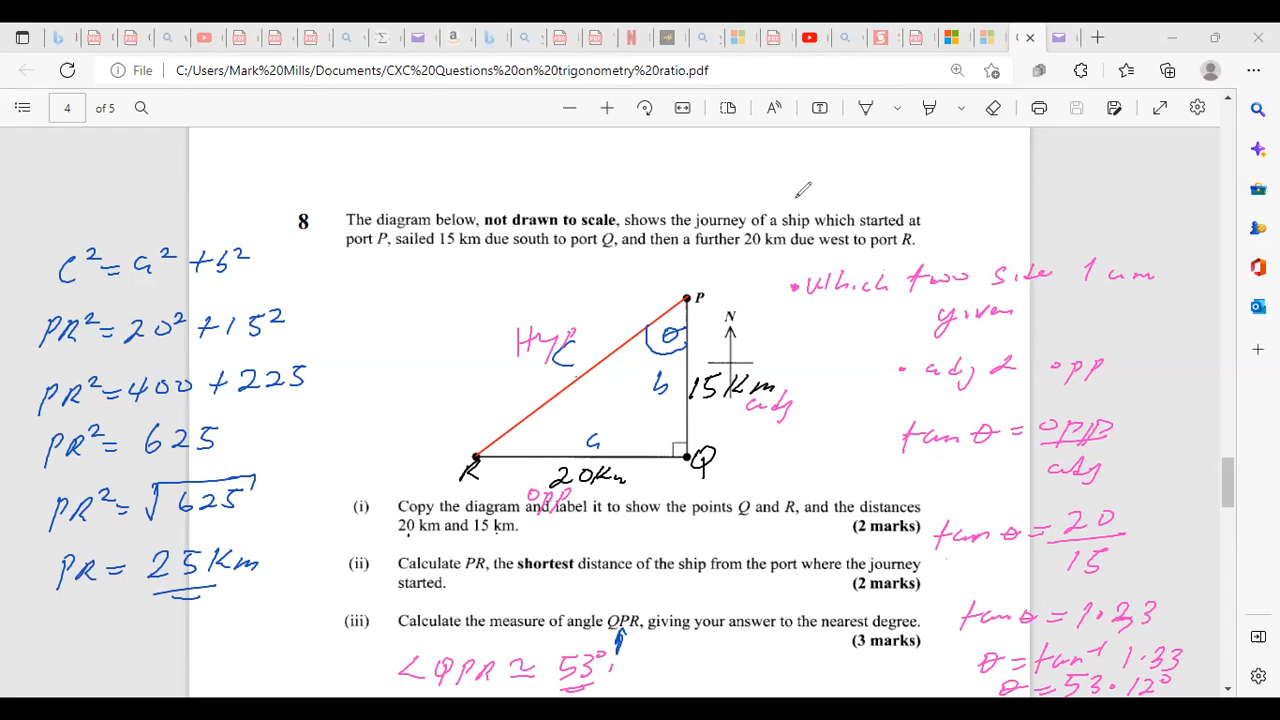 File
C:/Users/Mark%20Mills/Documents/CXC%20Questions%20on%20trigonometry%20ratio.pdf
4 of 5
8 The diagram below, not drawn to scale, shows the journey of a ship which started at
port P, sailed 15 km due south to port Q, and then a further 20 km due west to port R.
C² = a² + b²
PR² = 20² + 15²
PR² = 400 + 225
PR² = 625
PR² = √625
PR = 25 Km
P
N
Hyp
C
θ
b
15 Km
adj
a
R
20Km
Q
opp
• Which two side I am
given
• adj 2 opp
tan θ = opp
adj
tan θ = 20
15
tan θ = 1.33
θ = tan⁻¹ 1.33
θ = 53.12°
(i) Copy the diagram and label it to show the points Q and R, and the distances
20 km and 15 km. (2 marks)
(ii) Calculate PR, the shortest distance of the ship from the port where the journey
started. (2 marks)
(iii) Calculate the measure of angle QPR, giving your answer to the nearest degree.
(3 marks)
<QPR ≃ 53°